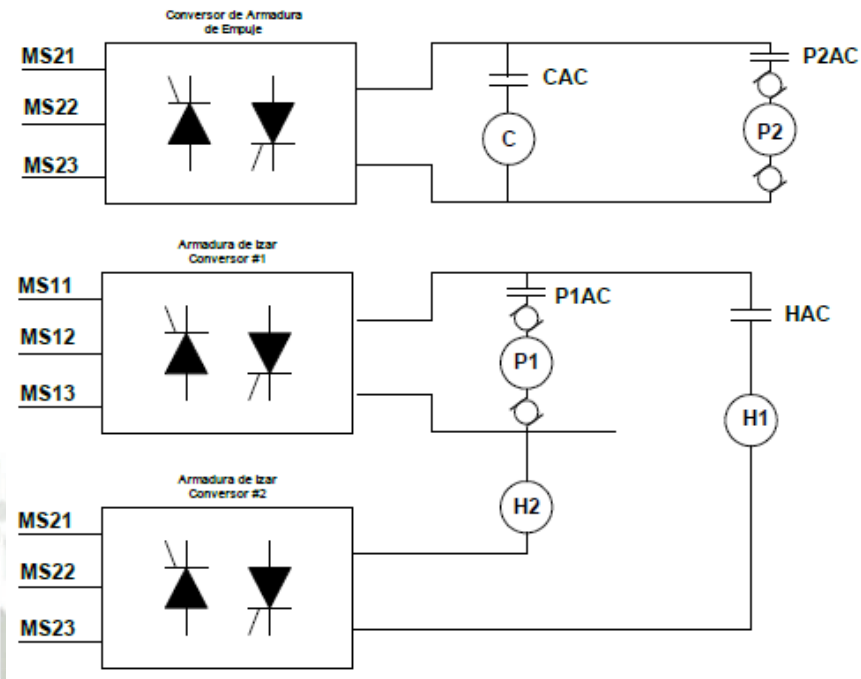 Conversor de Armadura
de Empuje
MS21
MS22
MS23
CAC
C
P2AC
P2
Armadura de Izar
Conversor #1
MS11
MS12
MS13
P1AC
P1
HAC
H1
Armadura de Izar
Conversor #2
MS21
MS22
MS23
H2